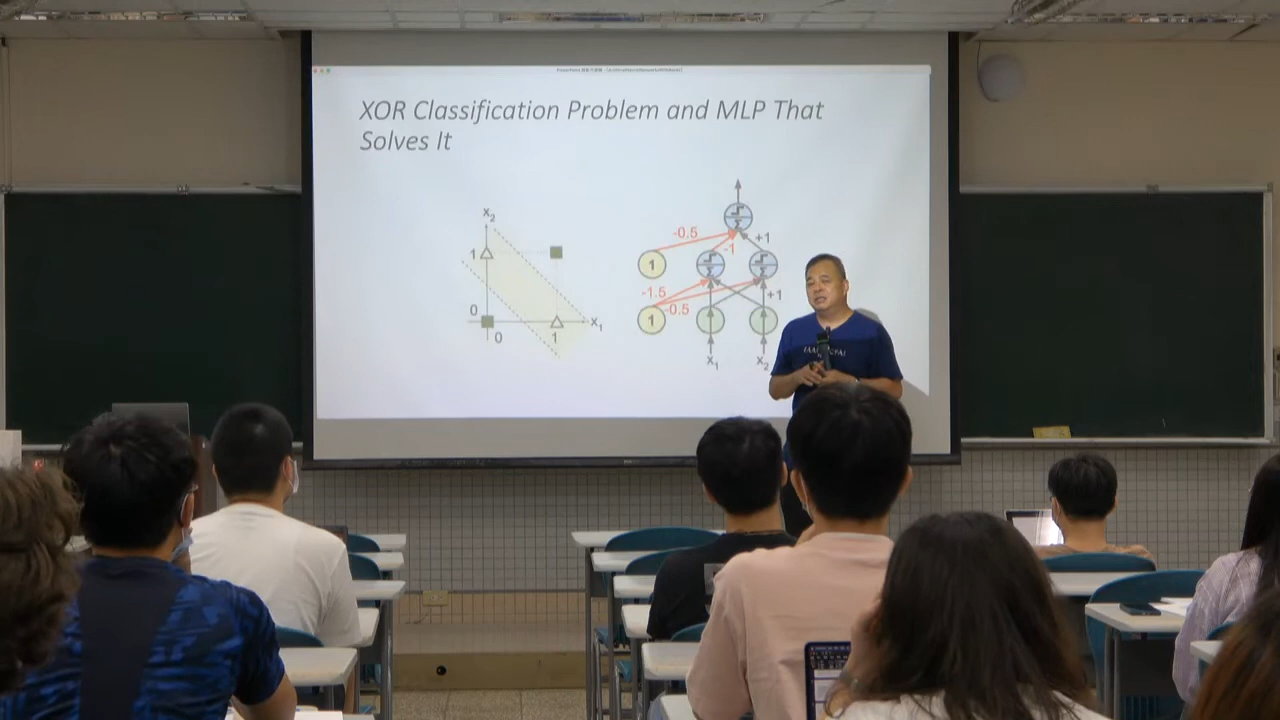 XOR Classification Problem and MLP That
Solves It
x₂
1
0
0
1
x₁
-0.5
-1
+1
1
-1.5
-0.5
+1
1
x₁
x₂